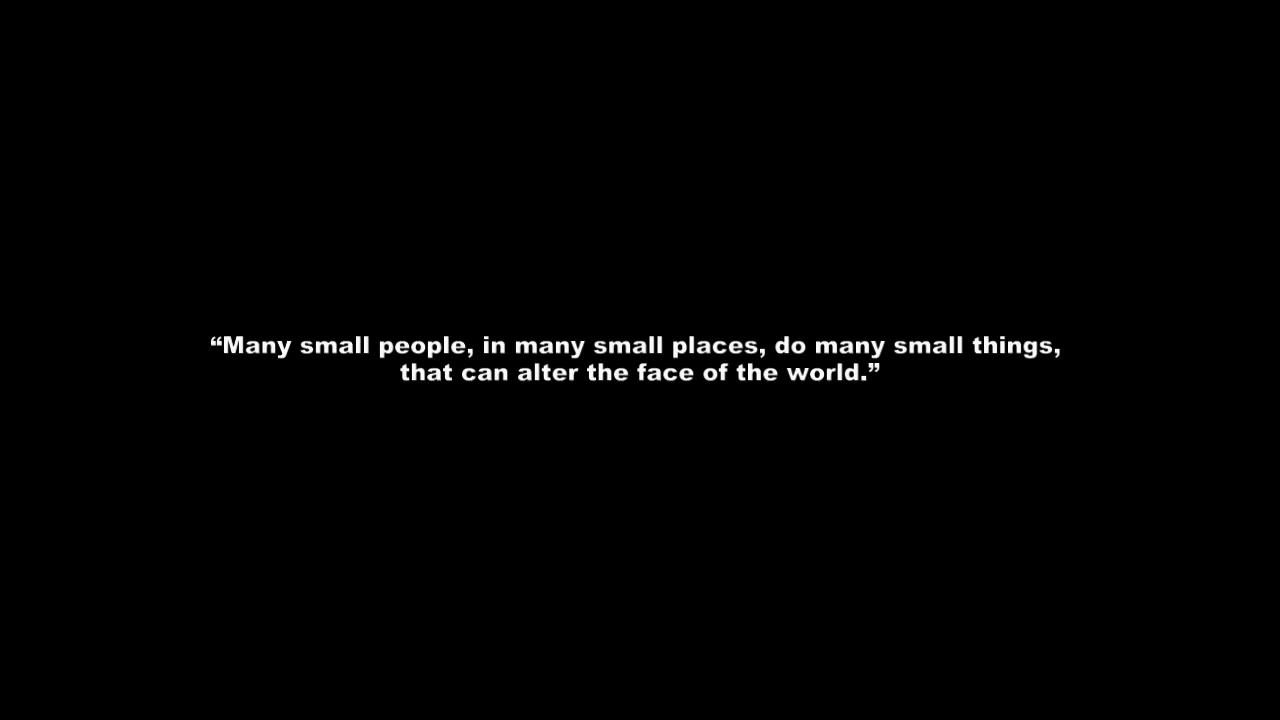 “Many small people, in many small places, do many small things,
that can alter the face of the world.”